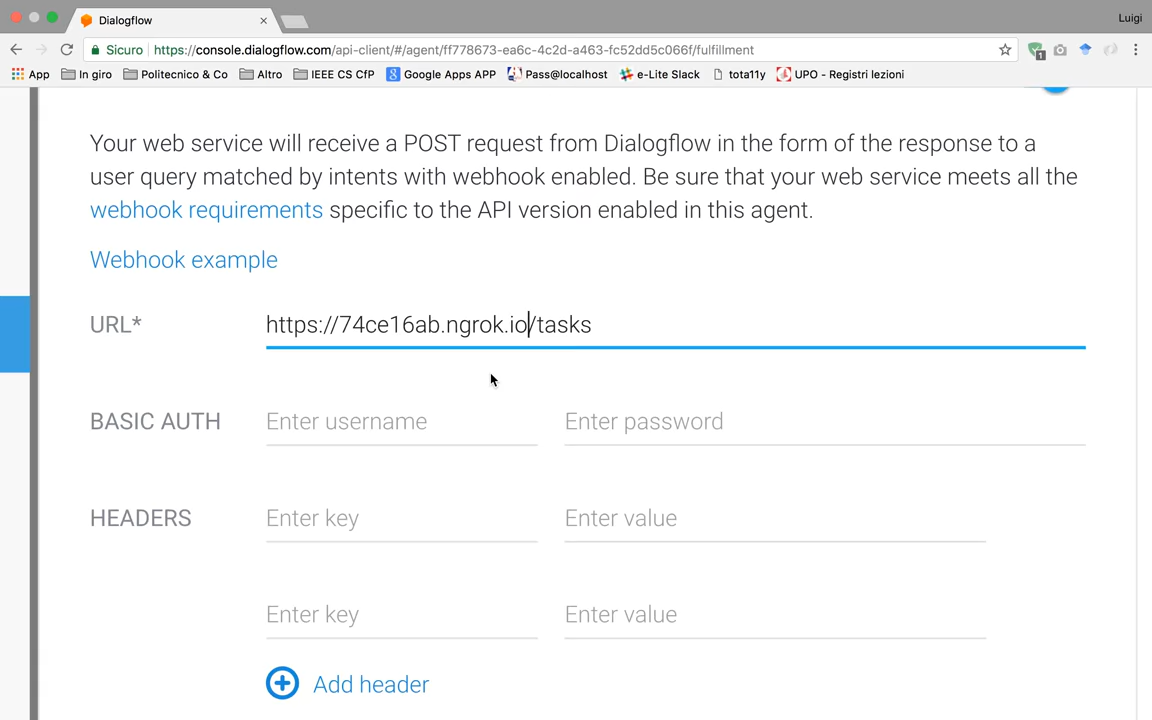 Dialogflow
Luigi
Sicuro https://console.dialogflow.com/api-client/#/agent/ff778673-ea6c-4c2d-a463-fc52dd5c066f/fulfillment
1
App In giro Politecnico & Co Altro IEEE CS CfP Google Apps APP Pass@localhost e-Lite Slack tota11y UPO - Registri lezioni
Your web service will receive a POST request from Dialogflow in the form of the response to a
user query matched by intents with webhook enabled. Be sure that your web service meets all the
webhook requirements specific to the API version enabled in this agent.
Webhook example
URL* https://74ce16ab.ngrok.io/tasks
BASIC AUTH Enter username Enter password
HEADERS Enter key Enter value
Enter key Enter value
Add header